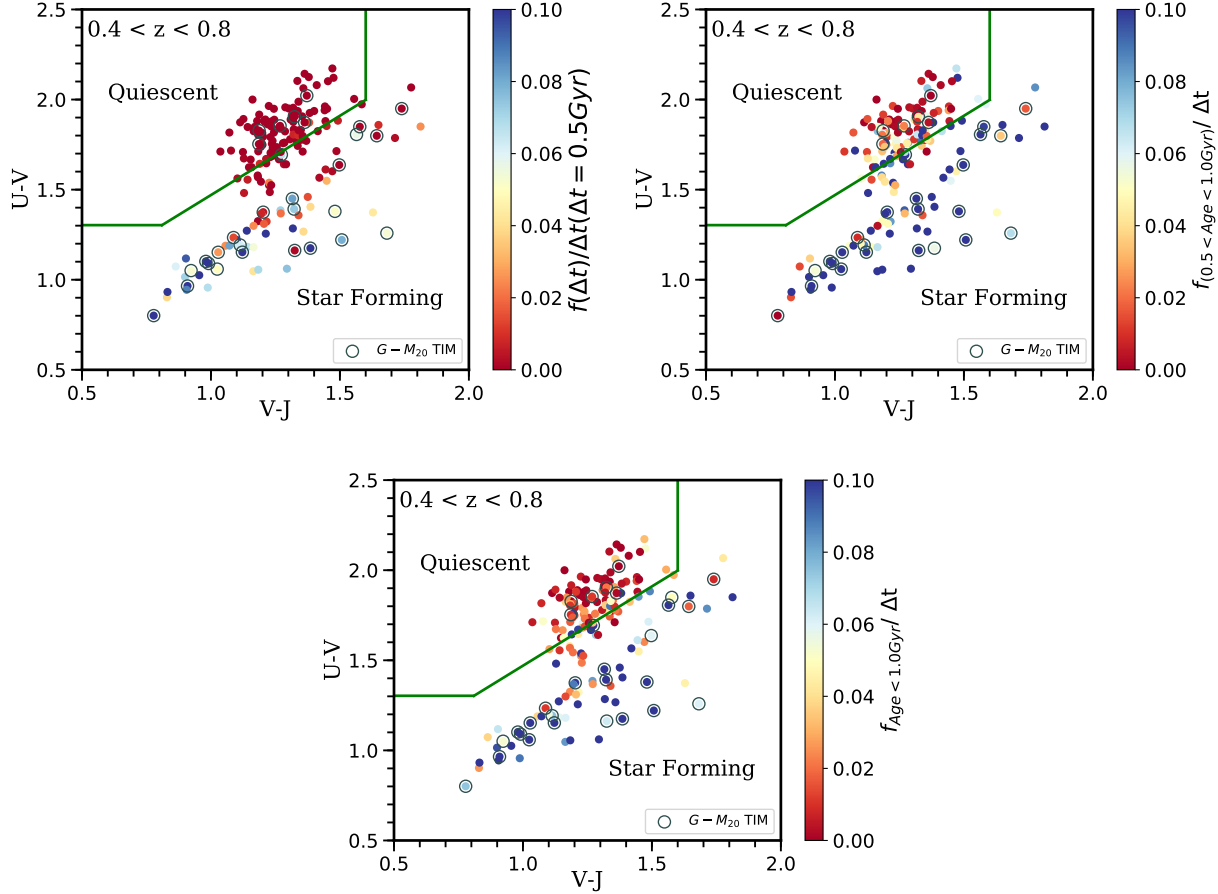 2.5
2.0
1.5
1.0
0.5
U-V
0.4 < z < 0.8
Quiescent
Star Forming
G − M20 TIM
0.5
1.0
1.5
2.0
V-J
0.10
0.08
0.06
0.04
0.02
0.00
f(Δt)/Δt(Δt = 0.5Gyr)
2.5
2.0
1.5
1.0
0.5
U-V
0.4 < z < 0.8
Quiescent
Star Forming
G − M20 TIM
0.5
1.0
1.5
2.0
V-J
0.10
0.08
0.06
0.04
0.02
0.00
f(0.5 < Age < 1.0Gyr)/ Δt
2.5
2.0
1.5
1.0
0.5
U-V
0.4 < z < 0.8
Quiescent
Star Forming
G − M20 TIM
0.5
1.0
1.5
2.0
V-J
0.10
0.08
0.06
0.04
0.02
0.00
fAge < 1.0Gyr/ Δt